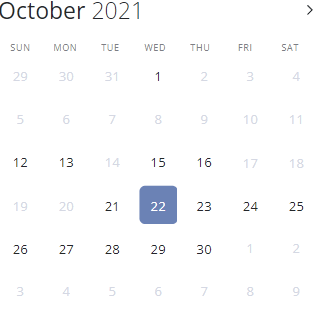 October 2021
SUN MON TUE WED THU FRI SAT
29 30 31 1 2 3 4
5 6 7 8 9 10 11
12 13 14 15 16 17 18
19 20 21 22 23 24 25
26 27 28 29 30 1 2
3 4 5 6 7 8 9